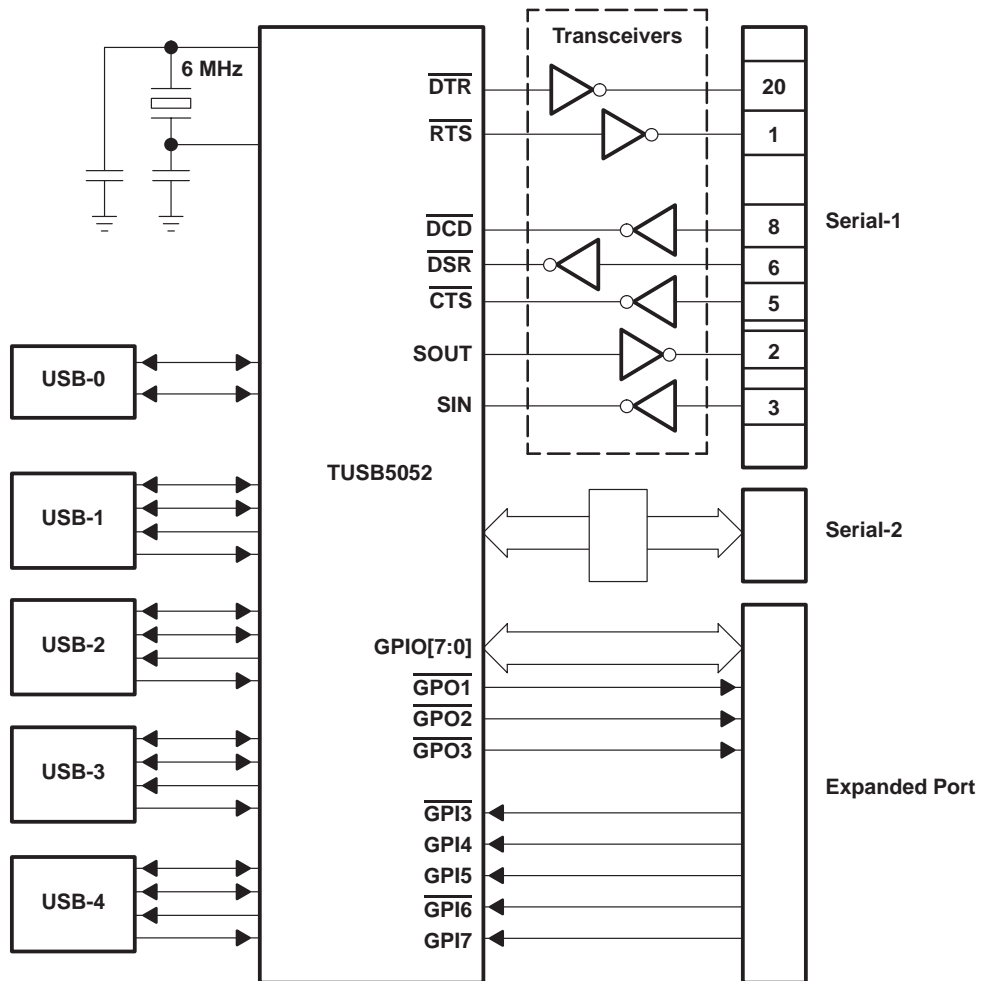 Transceivers
6 MHz
DTR
20
RTS
1
DCD
8
Serial-1
DSR
6
CTS
5
SOUT
2
USB-0
SIN
3
TUSB5052
USB-1
Serial-2
USB-2
GPIO[7:0]
GPO1
GPO2
GPO3
USB-3
Expanded Port
GPI3
GPI4
GPI5
USB-4
GPI6
GPI7